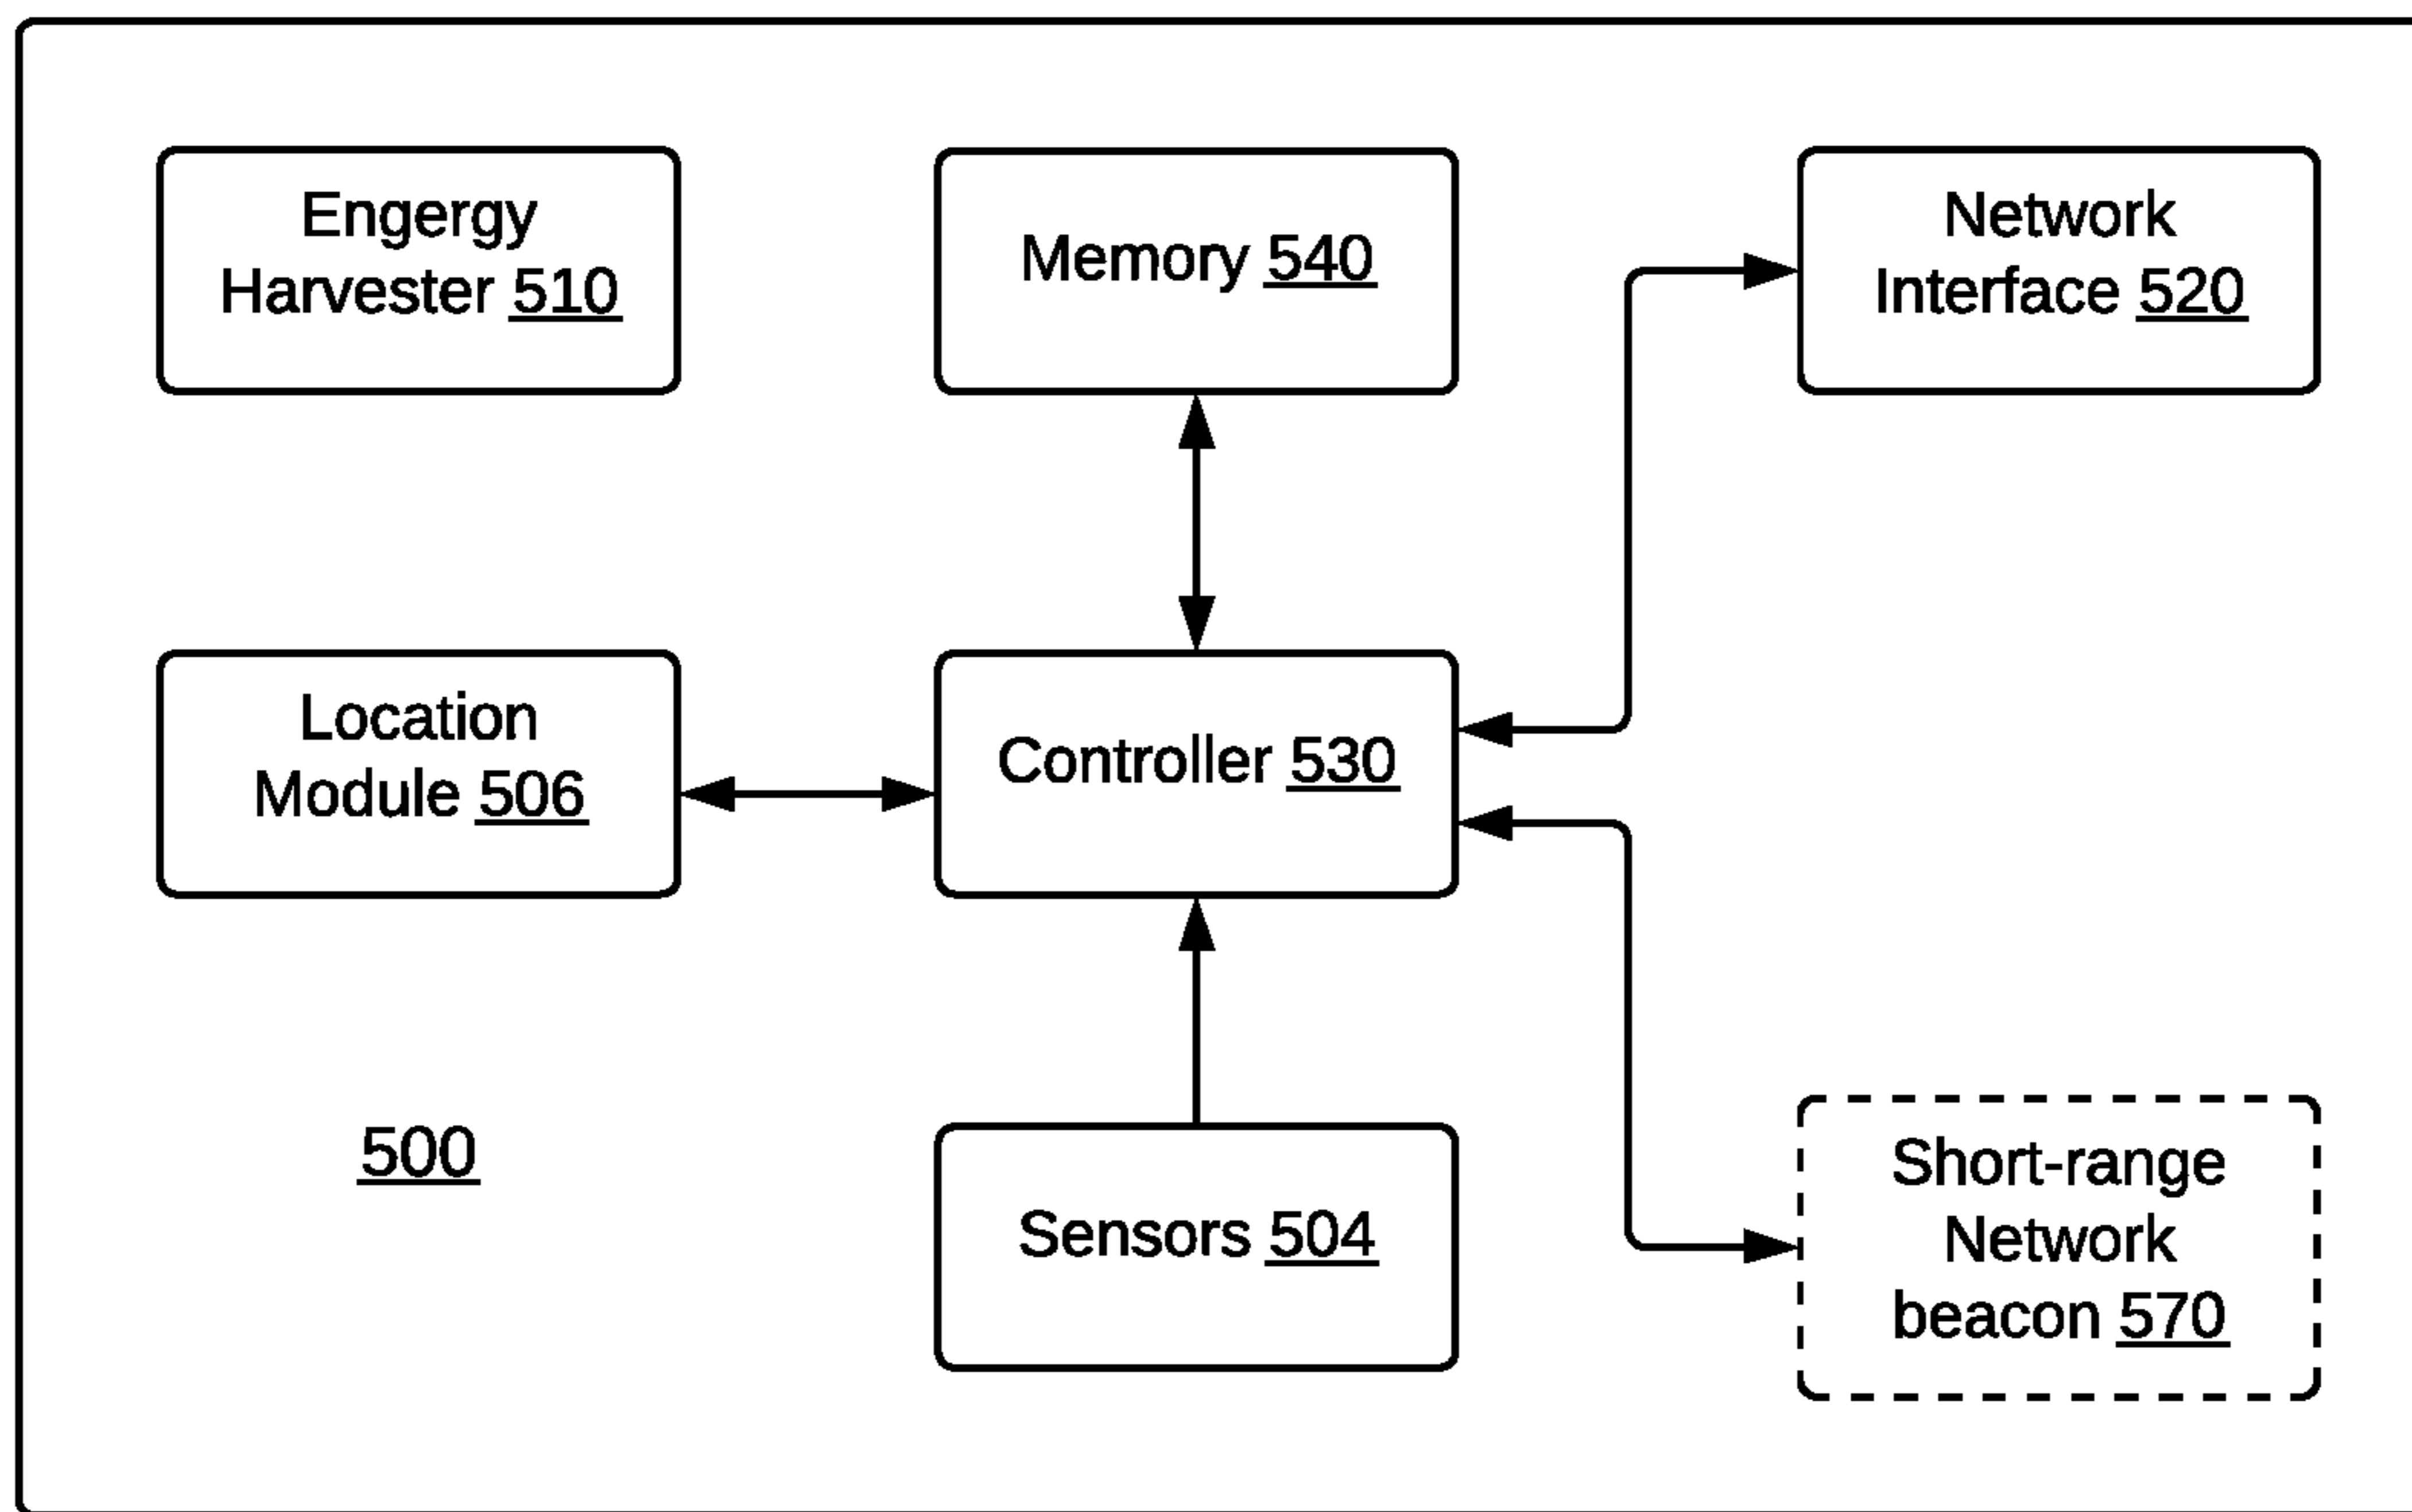 Engergy
Harvester 510
Memory 540
Network
Interface 520
Location
Module 506
Controller 530
500
Sensors 504
Short-range
Network
beacon 570